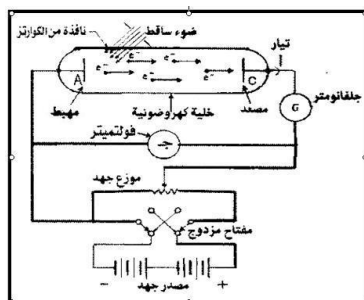 ضوء ساقط
نافذة من الكوارتز
تيار
e⁻ e⁻ e⁻
A
C
e⁻ e⁻ e⁻
مهبط
خلية كهروضوئية
مصعد
جلفانومتر
G
فولتميتر
موزع جهد
مفتاح مزدوج
- +
مصدر جهد